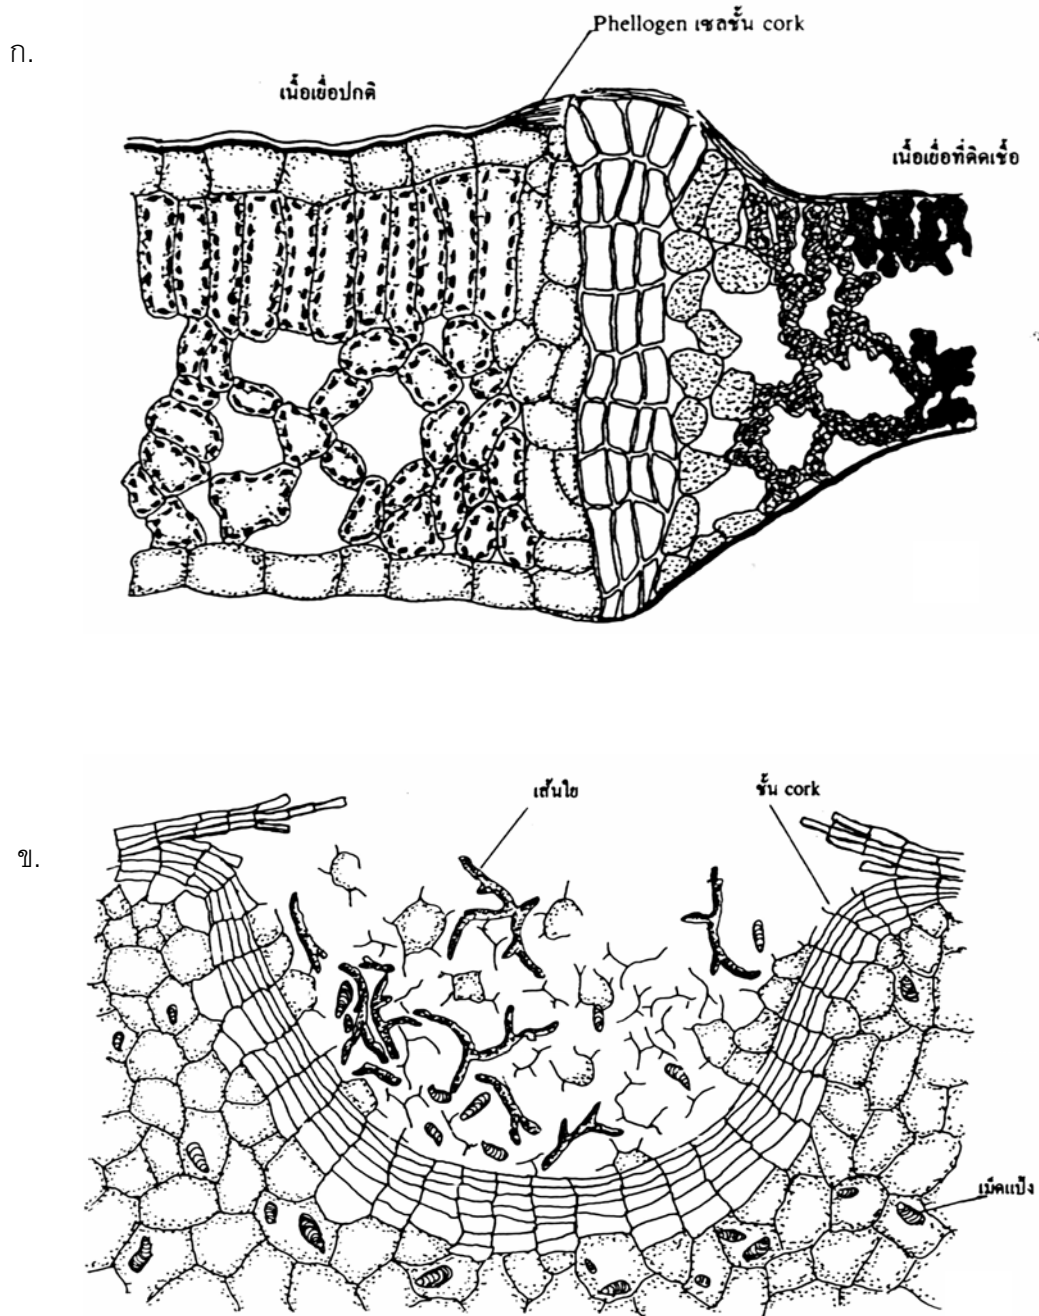 Phellogen เซลชั้น cork
ก.
เนื้อเยื่อปกติ
เนื้อเยื่อที่ติดเชื้อ
เส้นใย
ชั้น cork
ข.
เม็ดแป้ง